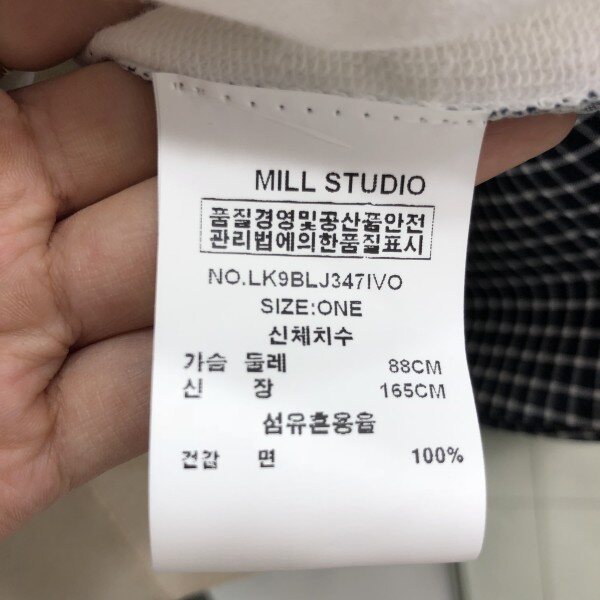 MILL STUDIO
품질경영및공산품안전
관리법에의한품질표시
NO.LK9BLJ347IVO
SIZE:ONE
신체치수
가슴 둘레 88CM
신 장 165CM
섬유혼용율
겉감 면 100%